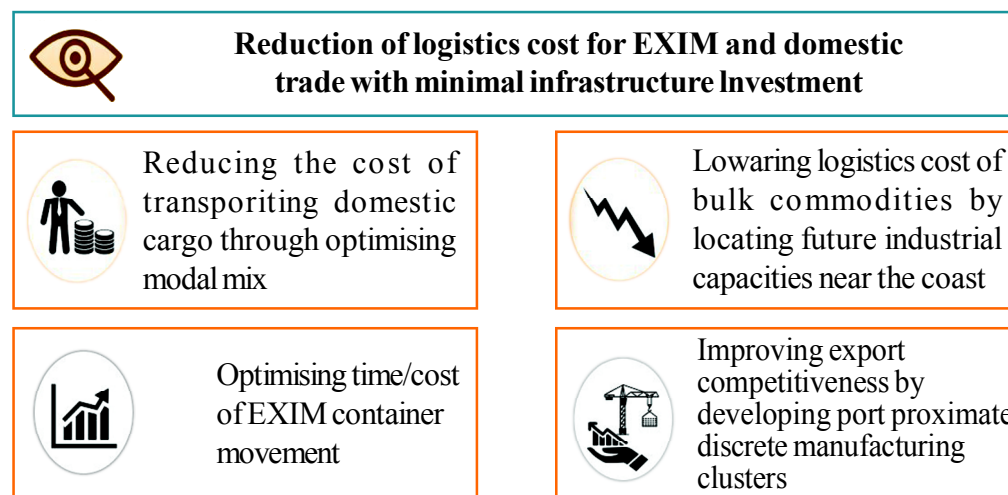 Reduction of logistics cost for EXIM and domestic
trade with minimal infrastructure lnvestment
Reducing the cost of
transporiting domestic
cargo through optimising
modal mix
Lowaring logistics cost of
bulk commodities by
locating future industrial
capacities near the coast
Optimising time/cost
of EXIM container
movement
Improving export
competitiveness by
developing port proximate
discrete manufacturing
clusters